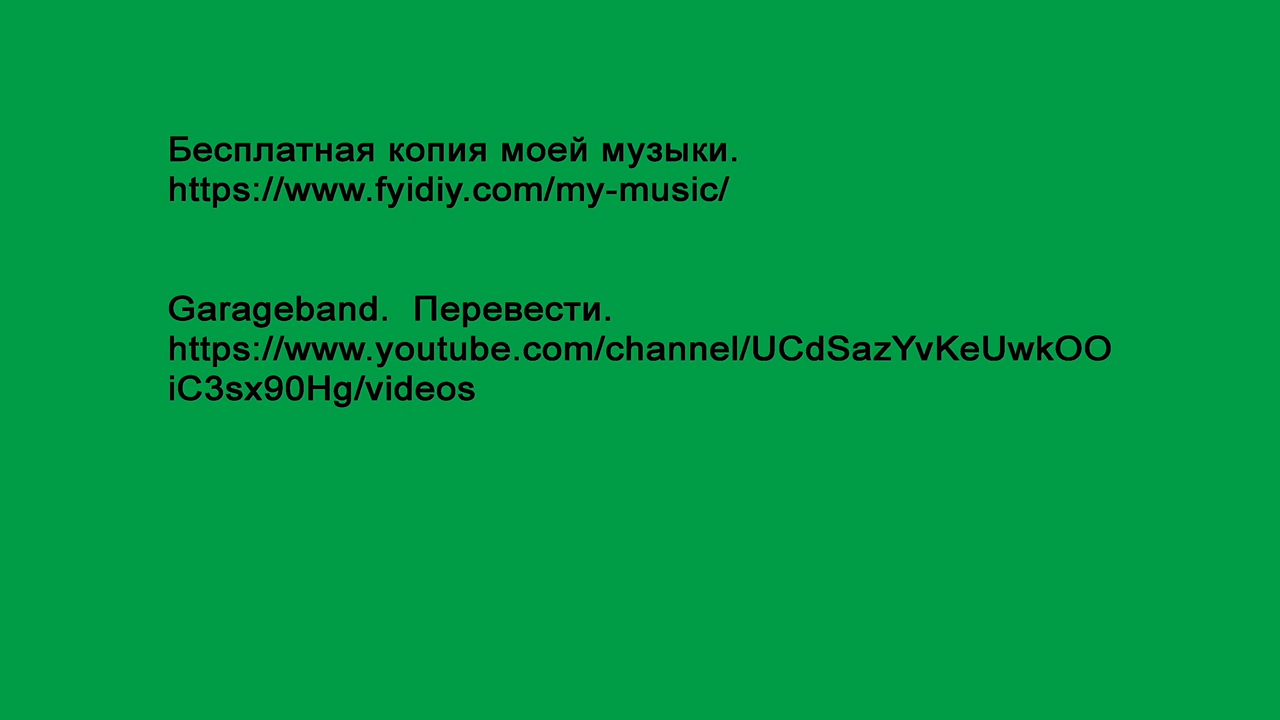 Бесплатная копия моей музыки.
https://www.fyidiy.com/my-music/
Garageband.  Перевести.
https://www.youtube.com/channel/UCdSazYvKeUwkOO
iC3sx90Hg/videos